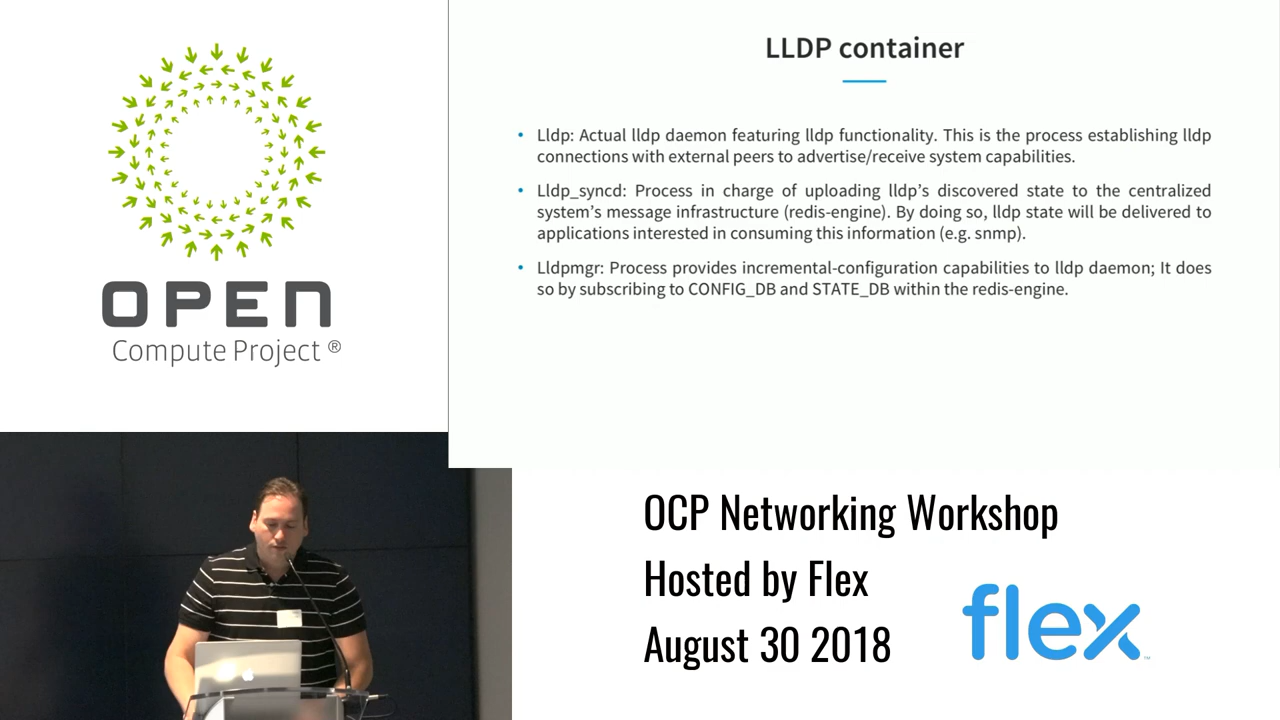 LLDP container
• Lldp: Actual lldp daemon featuring lldp functionality. This is the process establishing lldp
connections with external peers to advertise/receive system capabilities.
• Lldp_syncd: Process in charge of uploading lldp's discovered state to the centralized
system's message infrastructure (redis-engine). By doing so, lldp state will be delivered to
applications interested in consuming this information (e.g. snmp).
• Lldpmgr: Process provides incremental-configuration capabilities to lldp daemon; It does
so by subscribing to CONFIG_DB and STATE_DB within the redis-engine.
OPEN
Compute Project ®
OCP Networking Workshop
Hosted by Flex
August 30 2018
flex™